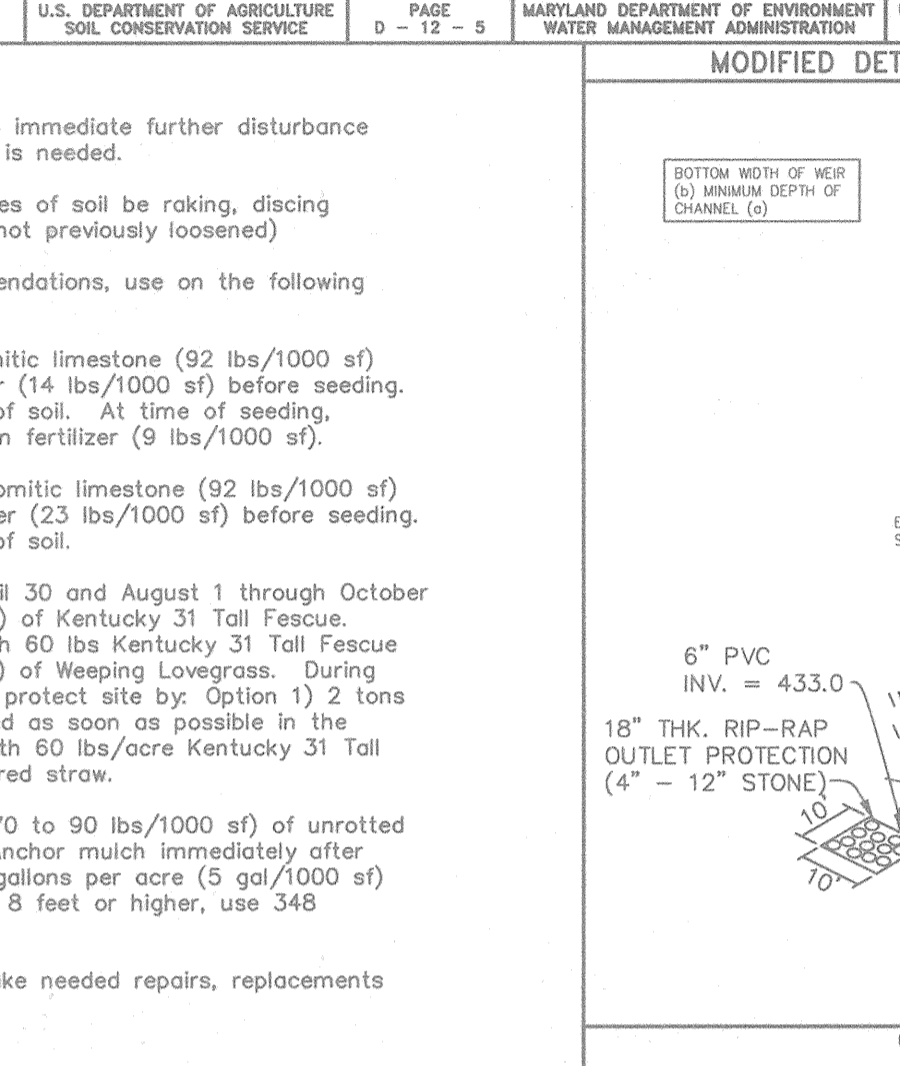 U.S. DEPARTMENT OF AGRICULTURE
SOIL CONSERVATION SERVICE
PAGE
D - 12 - 5
MARYLAND DEPARTMENT OF ENVIRONMENT
WATER MANAGEMENT ADMINISTRATION
immediate further disturbance
is needed.
es of soil be raking, discing
not previously loosened)
endations, use on the following
nitic limestone (92 lbs/1000 sf)
r (14 lbs/1000 sf) before seeding.
of soil. At time of seeding,
n fertilizer (9 lbs/1000 sf).
omitic limestone (92 lbs/1000 sf)
er (23 lbs/1000 sf) before seeding.
of soil.
il 30 and August 1 through October
) of Kentucky 31 Tall Fescue.
h 60 lbs Kentucky 31 Tall Fescue
) of Weeping Lovegrass. During
protect site by: Option 1) 2 tons
d as soon as possible in the
th 60 lbs/acre Kentucky 31 Tall
red straw.
70 to 90 lbs/1000 sf) of unrotted
nchor mulch immediately after
gallons per acre (5 gal/1000 sf)
8 feet or higher, use 348
ke needed repairs, replacements
MODIFIED DET
BOTTOM WIDTH OF WEIR
(b) MINIMUM DEPTH OF
CHANNEL (a)
6" PVC
INV. = 433.0
18" THK. RIP-RAP
OUTLET PROTECTION
(4" - 12" STONE)
10'
10'